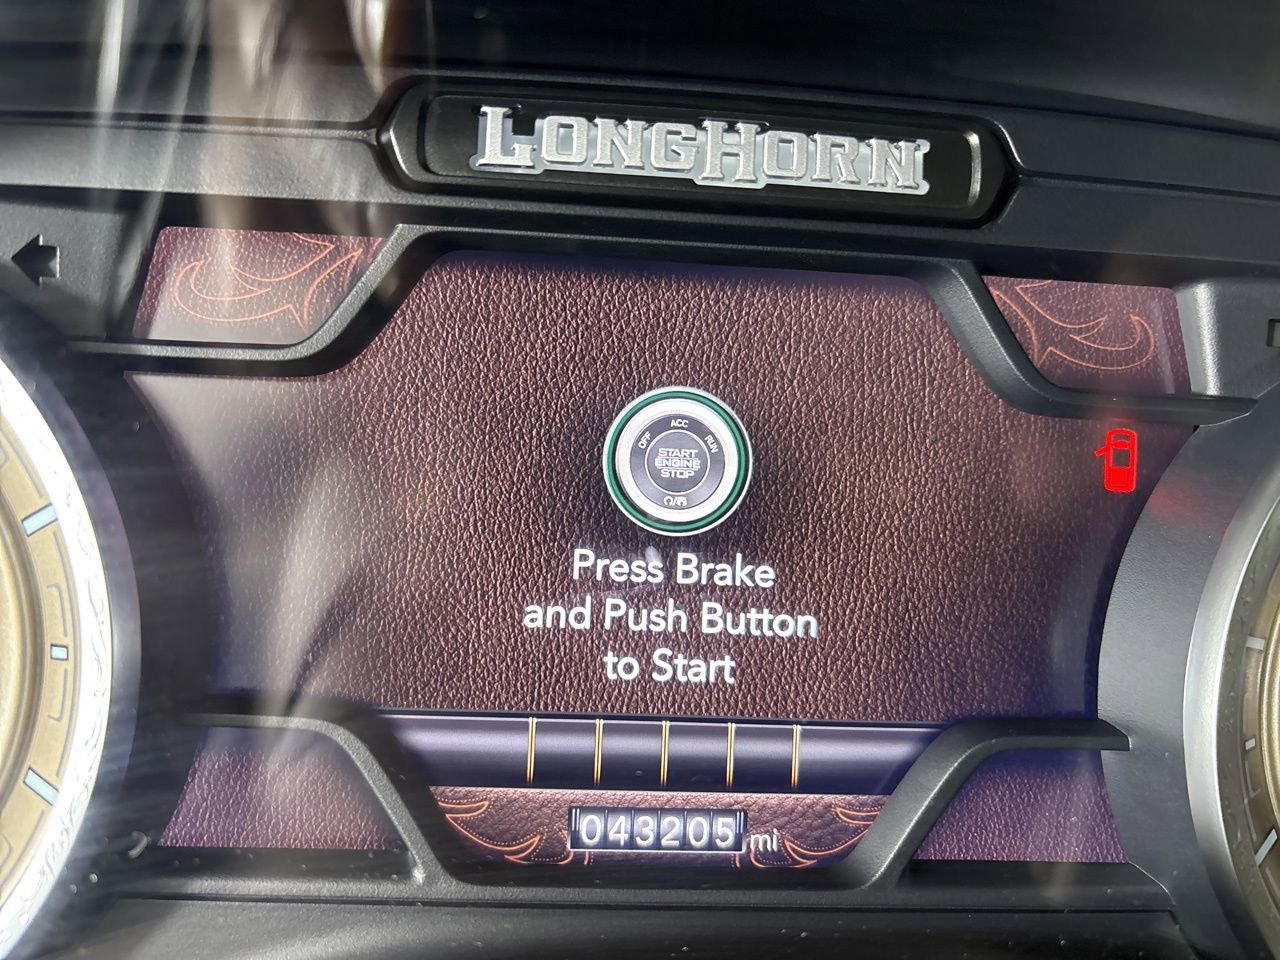 LONGHORN
ACC
OFF
RUN
START
ENGINE
STOP
Press Brake
and Push Button
to Start
043205 mi